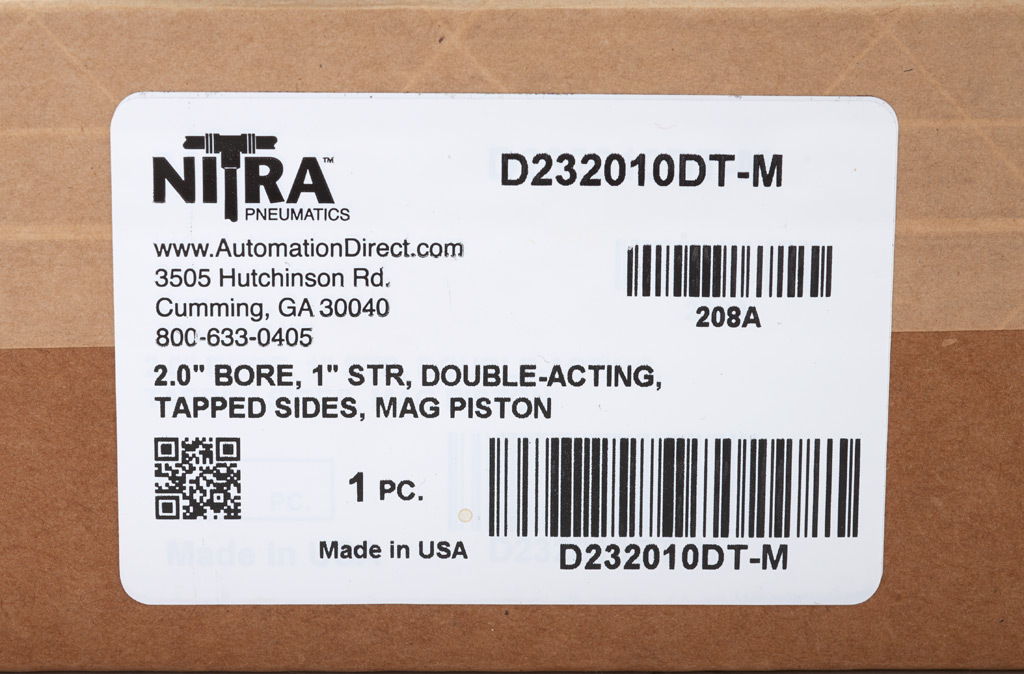 NITRA™
PNEUMATICS
D232010DT-M
www.AutomationDirect.com
3505 Hutchinson Rd.
Cumming, GA 30040
800-633-0405
208A
2.0" BORE, 1" STR, DOUBLE-ACTING,
TAPPED SIDES, MAG PISTON
1 PC.
Made in USA
D232010DT-M